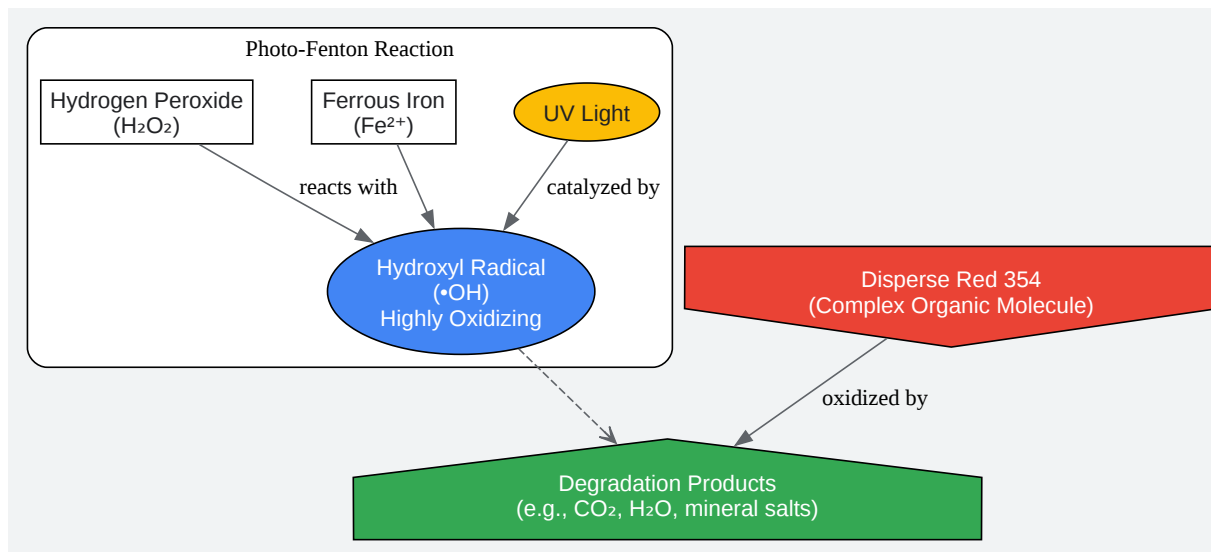 Photo-Fenton Reaction
Hydrogen Peroxide
(H₂O₂)
Ferrous Iron
(Fe²⁺)
UV Light
reacts with
catalyzed by
Hydroxyl Radical
(•OH)
Highly Oxidizing
Disperse Red 354
(Complex Organic Molecule)
oxidized by
Degradation Products
(e.g., CO₂, H₂O, mineral salts)